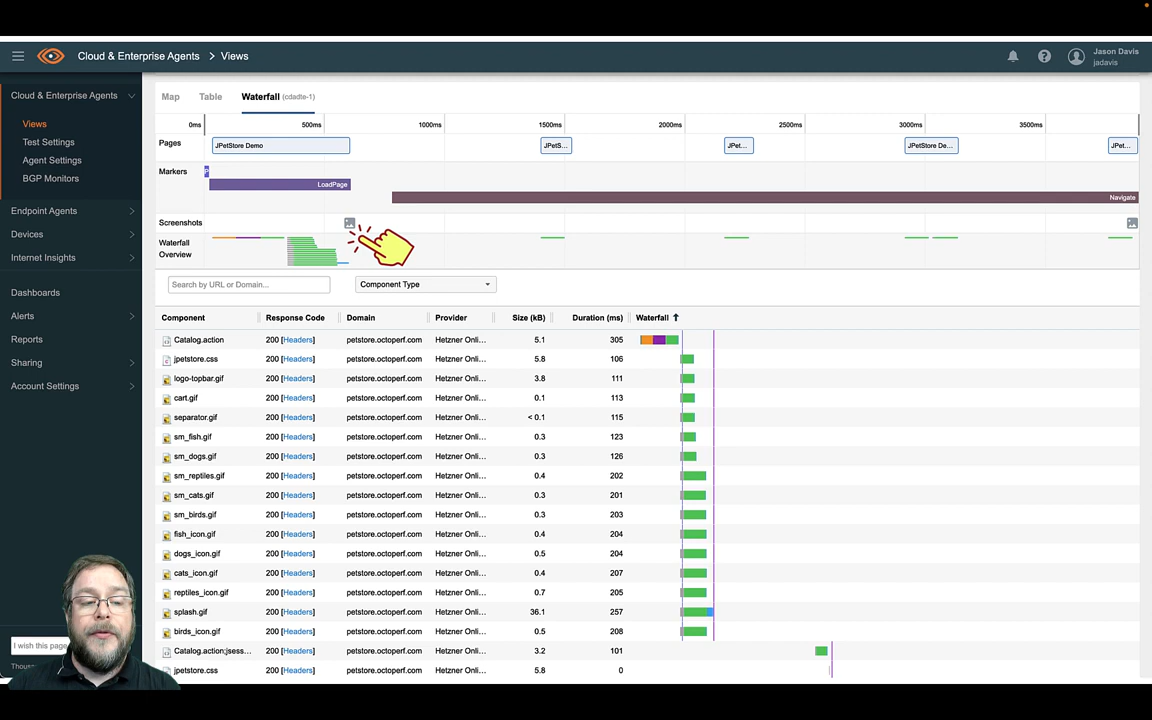 Cloud & Enterprise Agents > Views
Jason Davis
jadavis
Cloud & Enterprise Agents
Views
Test Settings
Agent Settings
BGP Monitors
Endpoint Agents
Devices
Internet Insights
Dashboards
Alerts
Reports
Sharing
Account Settings
I wish this page
Thous
Map Table Waterfall (cdadte-1)
0ms 500ms 1000ms 1500ms 2000ms 2500ms 3000ms 3500ms
Pages JPetStore Demo JPetS... JPet... JPetStore De... JPet...
Markers
LoadPage
Navigate
Screenshots
Waterfall
Overview
Search by URL or Domain... Component Type
Component Response Code Domain Provider Size (kB) Duration (ms) Waterfall
Catalog.action 200 [Headers] petstore.octoperf.com Hetzner Onli... 5.1 305
jpetstore.css 200 [Headers] petstore.octoperf.com Hetzner Onli... 5.8 106
logo-topbar.gif 200 [Headers] petstore.octoperf.com Hetzner Onli... 3.8 111
cart.gif 200 [Headers] petstore.octoperf.com Hetzner Onli... 0.1 113
separator.gif 200 [Headers] petstore.octoperf.com Hetzner Onli... < 0.1 115
sm_fish.gif 200 [Headers] petstore.octoperf.com Hetzner Onli... 0.3 123
sm_dogs.gif 200 [Headers] petstore.octoperf.com Hetzner Onli... 0.3 126
sm_reptiles.gif 200 [Headers] petstore.octoperf.com Hetzner Onli... 0.4 202
sm_cats.gif 200 [Headers] petstore.octoperf.com Hetzner Onli... 0.3 201
sm_birds.gif 200 [Headers] petstore.octoperf.com Hetzner Onli... 0.3 203
fish_icon.gif 200 [Headers] petstore.octoperf.com Hetzner Onli... 0.4 204
dogs_icon.gif 200 [Headers] petstore.octoperf.com Hetzner Onli... 0.5 204
cats_icon.gif 200 [Headers] petstore.octoperf.com Hetzner Onli... 0.4 207
reptiles_icon.gif 200 [Headers] petstore.octoperf.com Hetzner Onli... 0.7 205
splash.gif 200 [Headers] petstore.octoperf.com Hetzner Onli... 36.1 257
birds_icon.gif 200 [Headers] petstore.octoperf.com Hetzner Onli... 0.5 208
Catalog.action;jsess... 200 [Headers] petstore.octoperf.com Hetzner Onli... 3.2 101
jpetstore.css 200 [Headers] petstore.octoperf.com Hetzner Onli... 5.8 0